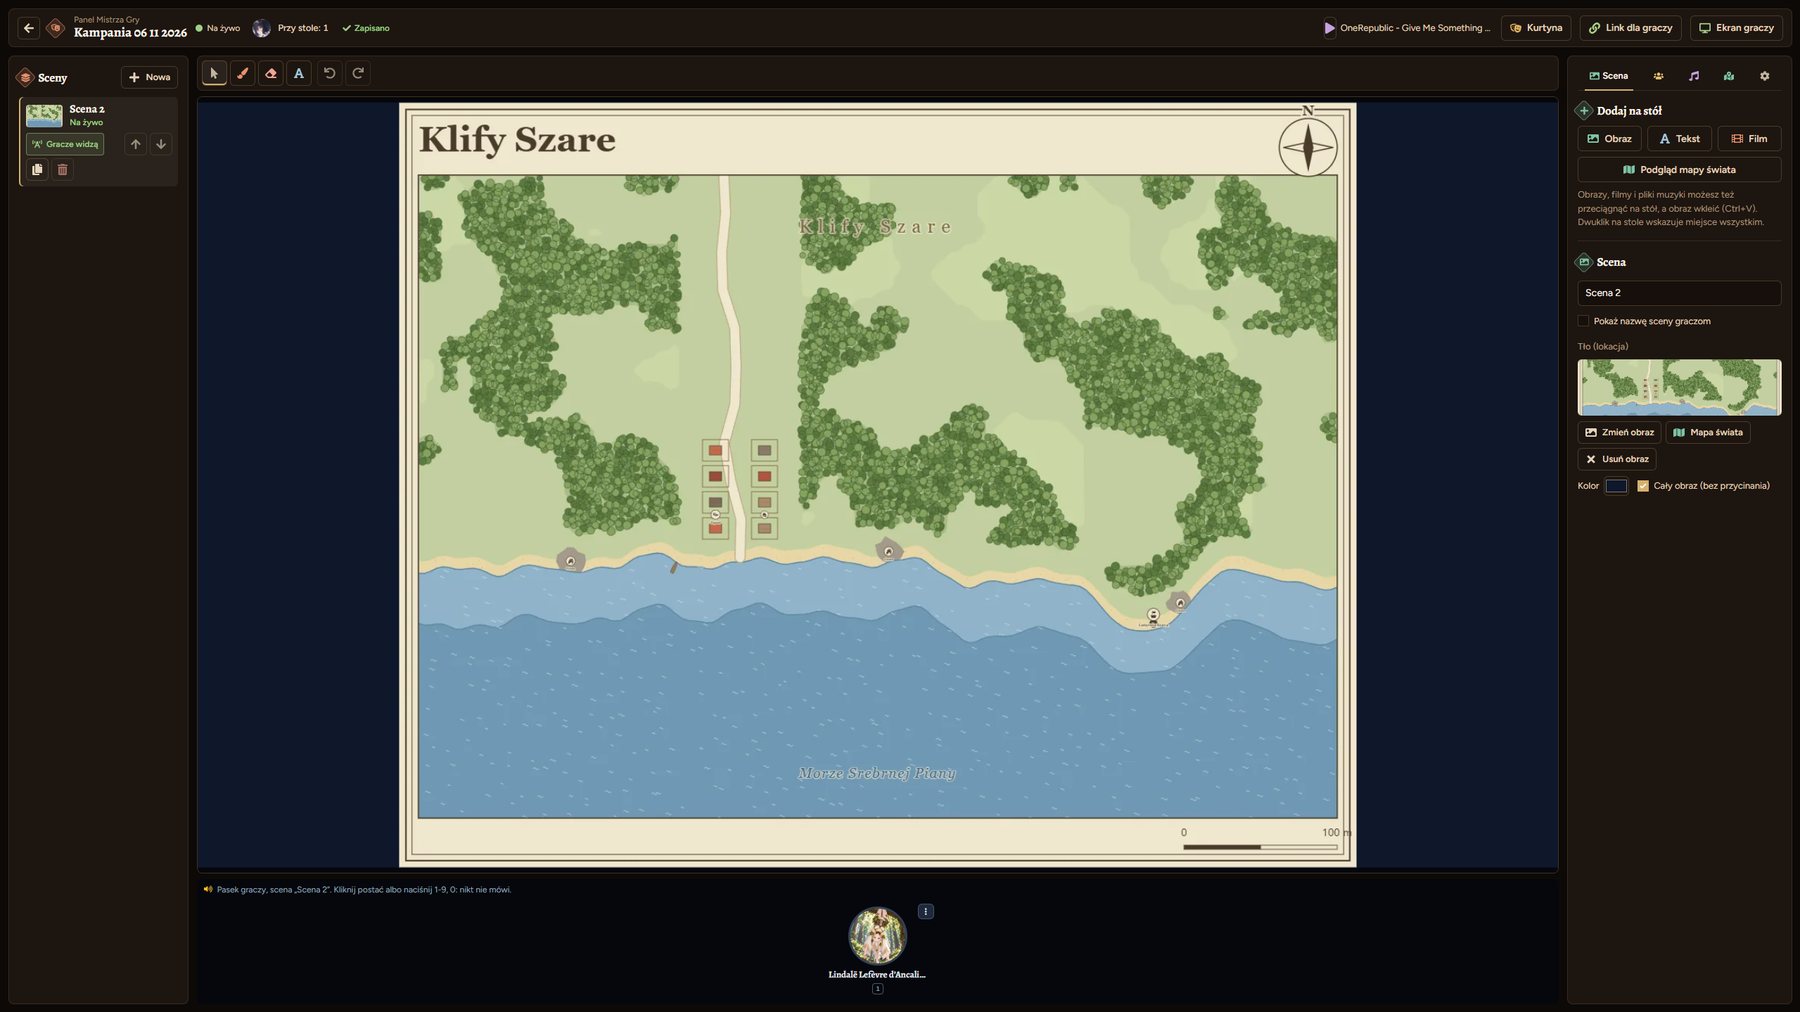 Panel Mistrza Gry
Kampania 06 11 2026
Na żywo
Przy stole: 1
Zapisano
OneRepublic - Give Me Something ...
Kurtyna
Link dla graczy
Ekran graczy
Sceny
Nowa
Scena 2
Na żywo
Gracze widzą
A
Klify Szare
N
Klify Szare
Morze Srebrnej Piany
0
100 m
Pasek graczy, scena „Scena 2". Kliknij postać albo naciśnij 1-9, 0: nikt nie mówi.
Lindalë Lefèvre d'Ancali...
1
Scena
Dodaj na stół
Obraz
A Tekst
Film
Podgląd mapy świata
Obrazy, filmy i pliki muzyki możesz też
przeciągnąć na stół, a obraz wkleić (Ctrl+V).
Dwuklik na stole wskazuje miejsce wszystkim.
Scena
Scena 2
Pokaż nazwę sceny graczom
Tło (lokacja)
Zmień obraz
Mapa świata
Usuń obraz
Kolor
Cały obraz (bez przycinania)